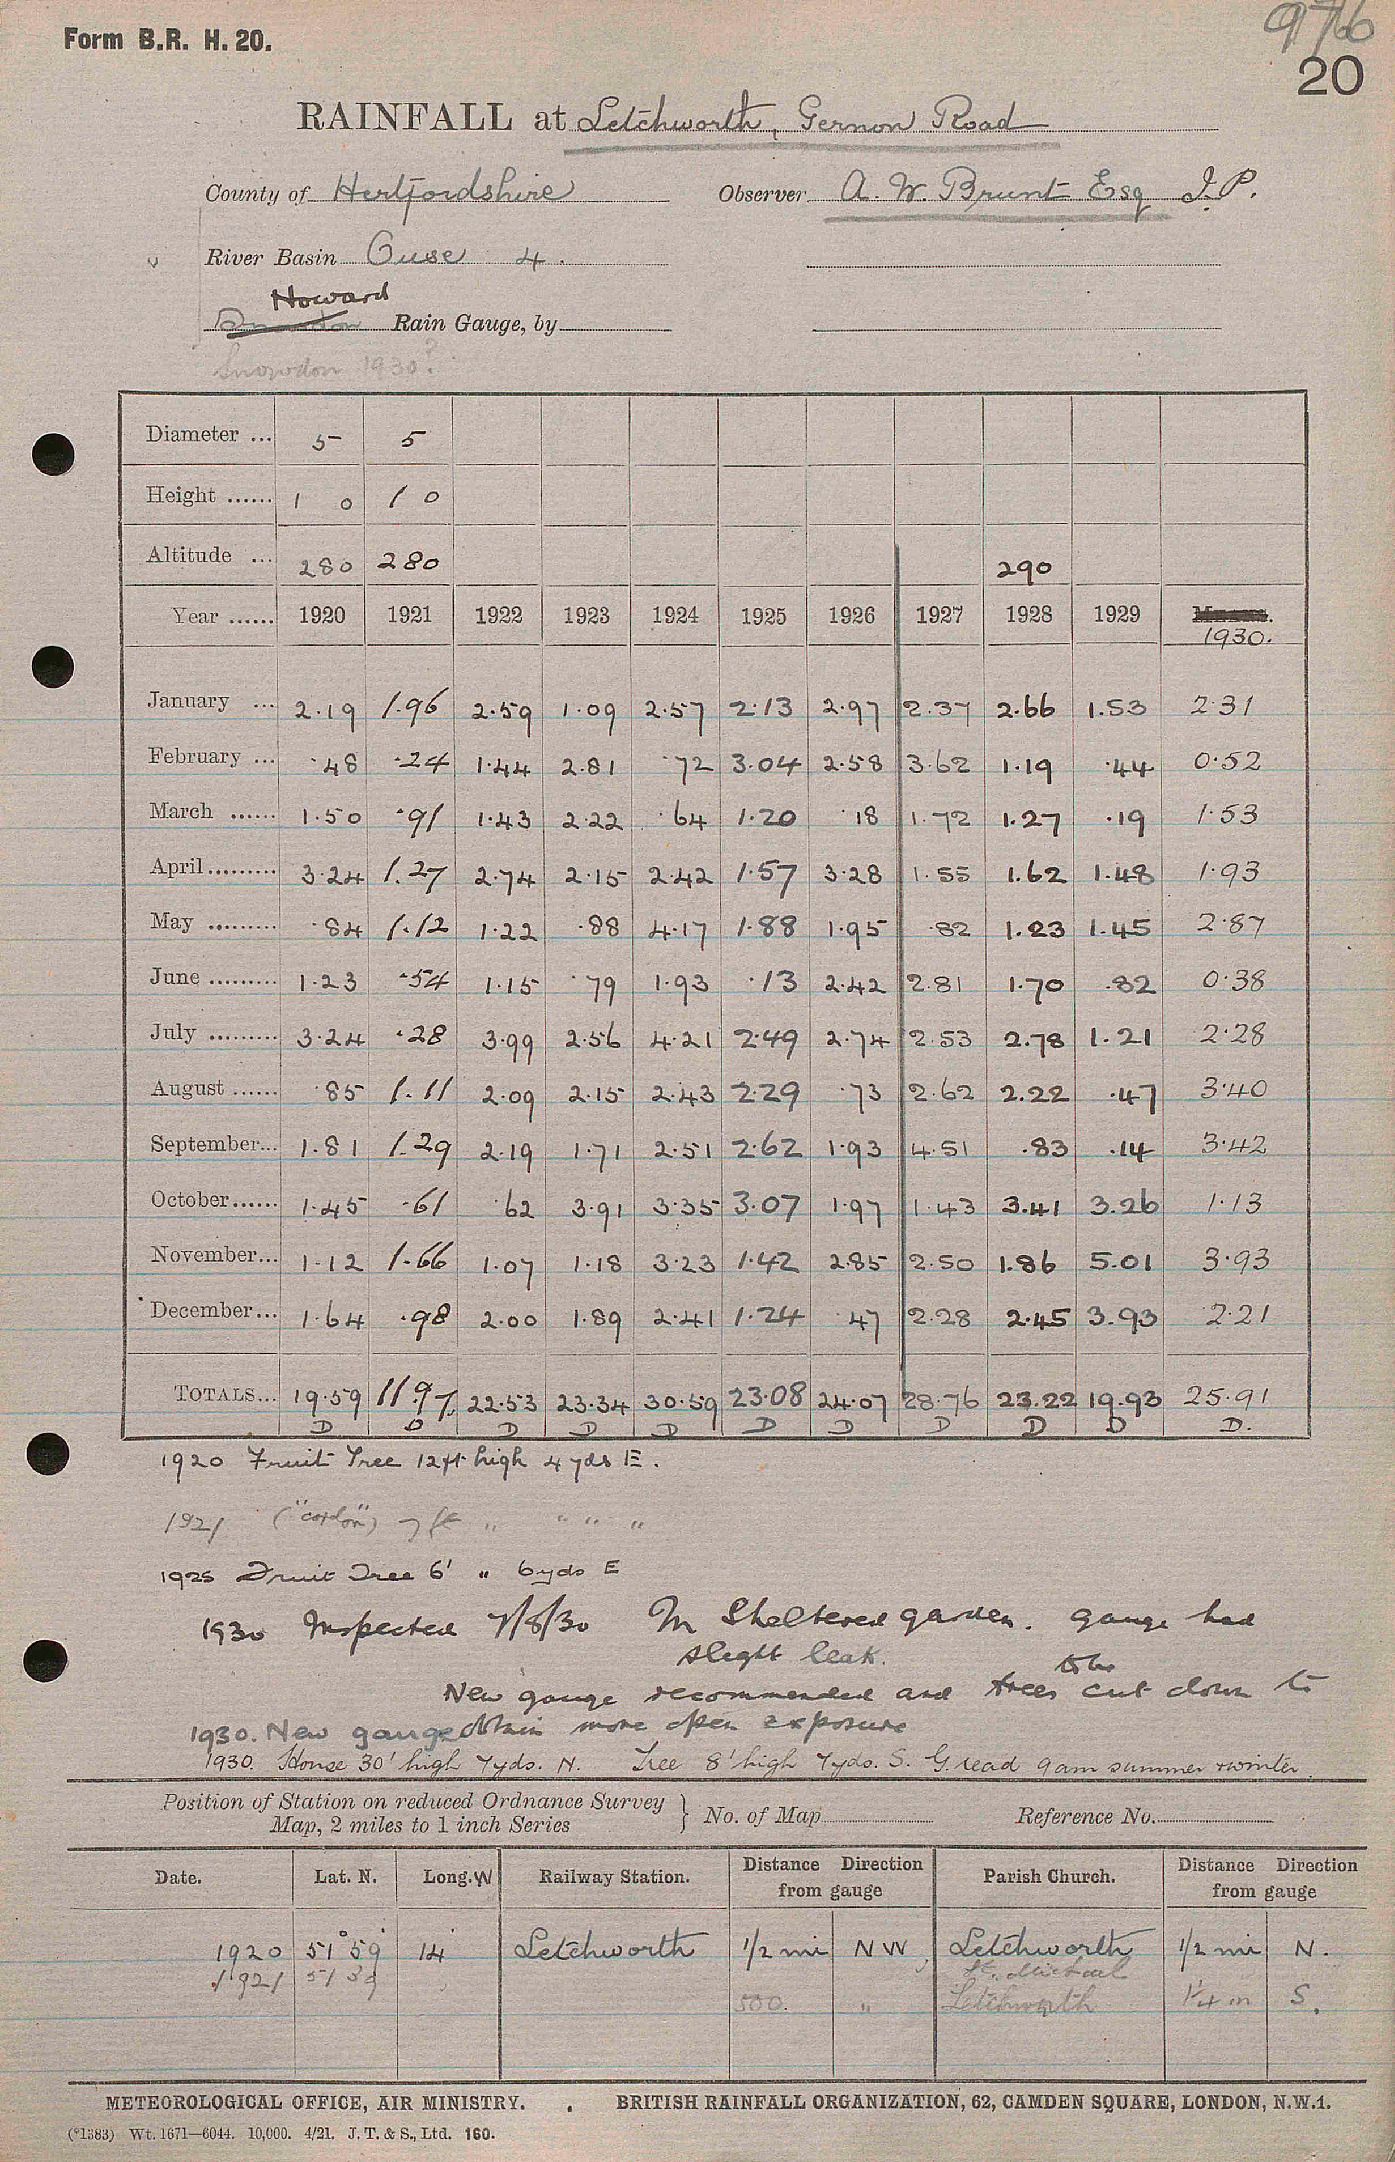 Form B.R. H. 20.
976
20
RAINFALL at Letchworth, Gernon Road
County of Hertfordshire Observer A. W. Brunt Esq J.P.
River Basin Ouse 4.
Howard
Rain Gauge, by
Snowdon 1930?
Diameter ... 5 5
Height ...... 1 0 1 0
Altitude ... 280 280 290
Year ...... 1920 1921 1922 1923 1924 1925 1926 1927 1928 1929 1930.
January ... 2.19 1.96 2.59 1.09 2.57 2.13 2.97 2.37 2.66 1.53 2.31
February ... .48 .24 1.44 2.81 .72 3.04 2.58 3.62 1.19 .44 0.52
March ...... 1.50 .91 1.43 2.22 .64 1.20 .18 1.72 1.27 .19 1.53
April ......... 3.24 1.27 2.74 2.15 2.42 1.57 3.28 1.55 1.62 1.48 1.93
May ......... .84 1.12 1.22 .88 4.17 1.88 1.95 .82 1.23 1.45 2.87
June ......... 1.23 .54 1.15 .79 1.93 .13 2.42 2.81 1.70 .82 0.38
July ......... 3.24 .28 3.99 2.56 4.21 2.49 2.74 2.53 2.78 1.21 2.28
August ...... .85 1.11 2.09 2.15 2.43 2.29 .73 2.62 2.22 .47 3.40
September... 1.81 1.29 2.19 1.71 2.51 2.62 1.93 4.51 .83 .14 3.42
October ...... 1.45 .61 .62 3.91 3.35 3.07 1.97 1.43 3.41 3.26 1.13
November... 1.12 1.66 1.07 1.18 3.23 1.42 2.85 2.50 1.86 5.01 3.93
December... 1.64 .98 2.00 1.89 2.41 1.24 .47 2.28 2.45 3.93 2.21
TOTALS... 19.59 11.97 22.53 23.34 30.59 23.08 24.07 28.76 23.22 19.93 25.91
D D D D D D D D D D D.
1920 Fruit Tree 12ft high 4 yds E.
1921 ("cordon") 7 ft " " " "
1925 Fruit Tree 6' " 6 yds E
1930 Inspected 7/8/30 In Sheltered garden. gauge had
slight leak.
New gauge recommended and trees to be cut down to
1930. New gauge obtain more open exposure
1930. House 30' high 7 yds. N. Tree 8' high 7 yds. S. G. read 9am summer & winter.
Position of Station on reduced Ordnance Survey
Map, 2 miles to 1 inch Series } No. of Map Reference No.
Date. Lat. N. Long. W Railway Station. Distance Direction from gauge Parish Church. Distance Direction from gauge
1920 51° 59' 14' Letchworth 1/2 mi NW Letchworth 1/2 mi N.
1921 51 59 St. Michael
500. " Letchworth 1/4 m S.
METEOROLOGICAL OFFICE, AIR MINISTRY. BRITISH RAINFALL ORGANIZATION, 62, CAMDEN SQUARE, LONDON, N.W.1.
(*1383) Wt. 1671—6044. 10,000. 4/21. J. T. & S., Ltd. 160.